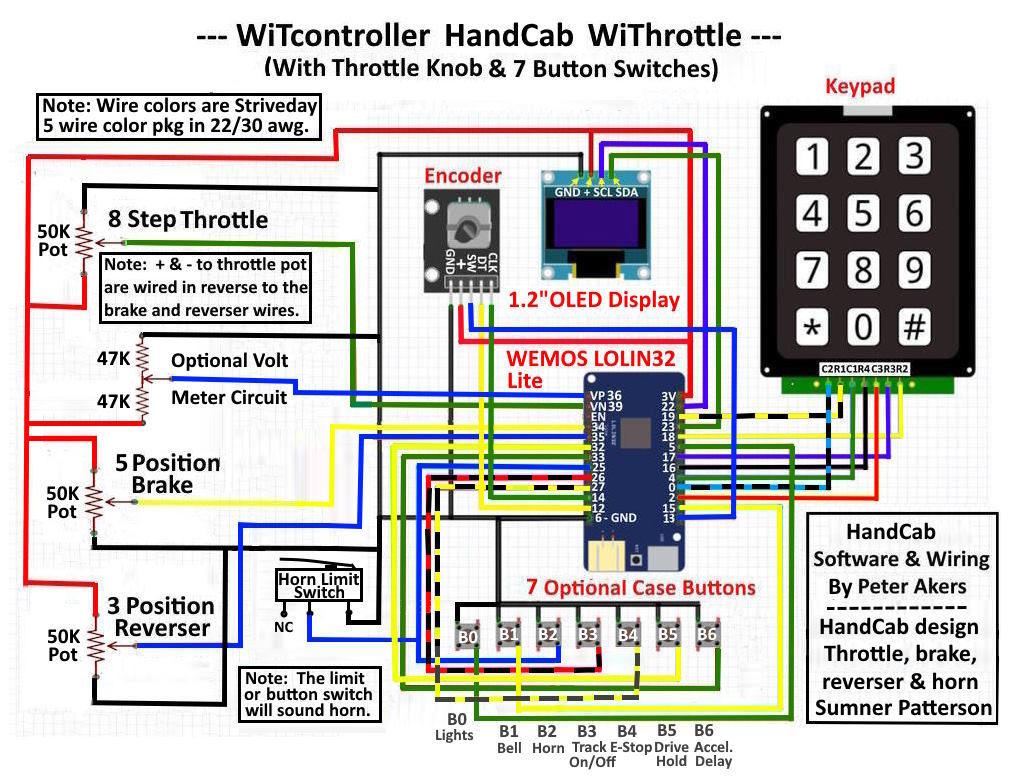 --- WiTcontroller HandCab WiThrottle ---
(With Throttle Knob & 7 Button Switches)
Note: Wire colors are Striveday
5 wire color pkg in 22/30 awg.
Keypad
1 2 3
4 5 6
7 8 9
* 0 #
C2R1C1R4 C3R3R2
Encoder
GND
+
SW
DT
CLK
GND + SCL SDA
1.2"OLED Display
50K
Pot
8 Step Throttle
Note: + & - to throttle pot
are wired in reverse to the
brake and reverser wires.
47K
47K
Optional Volt
Meter Circuit
WEMOS LOLIN32
Lite
VP 36
VN 39
EN
34
35
32
33
25
26
27
14
12
6 - GND
3V
22
19
23
18
5
17
16
4
0
2
15
13
5 Position
Brake
50K
Pot
3 Position
Reverser
50K
Pot
Horn Limit
Switch
NC
Note: The limit
or button switch
will sound horn.
7 Optional Case Buttons
B0 B1 B2 B3 B4 B5 B6
B0
Lights
B1
Bell
B2
Horn
B3
Track
On/Off
B4
E-Stop
B5
Drive
Hold
B6
Accel.
Delay
HandCab
Software & Wiring
By Peter Akers
--------------
HandCab design
Throttle, brake,
reverser & horn
Sumner Patterson